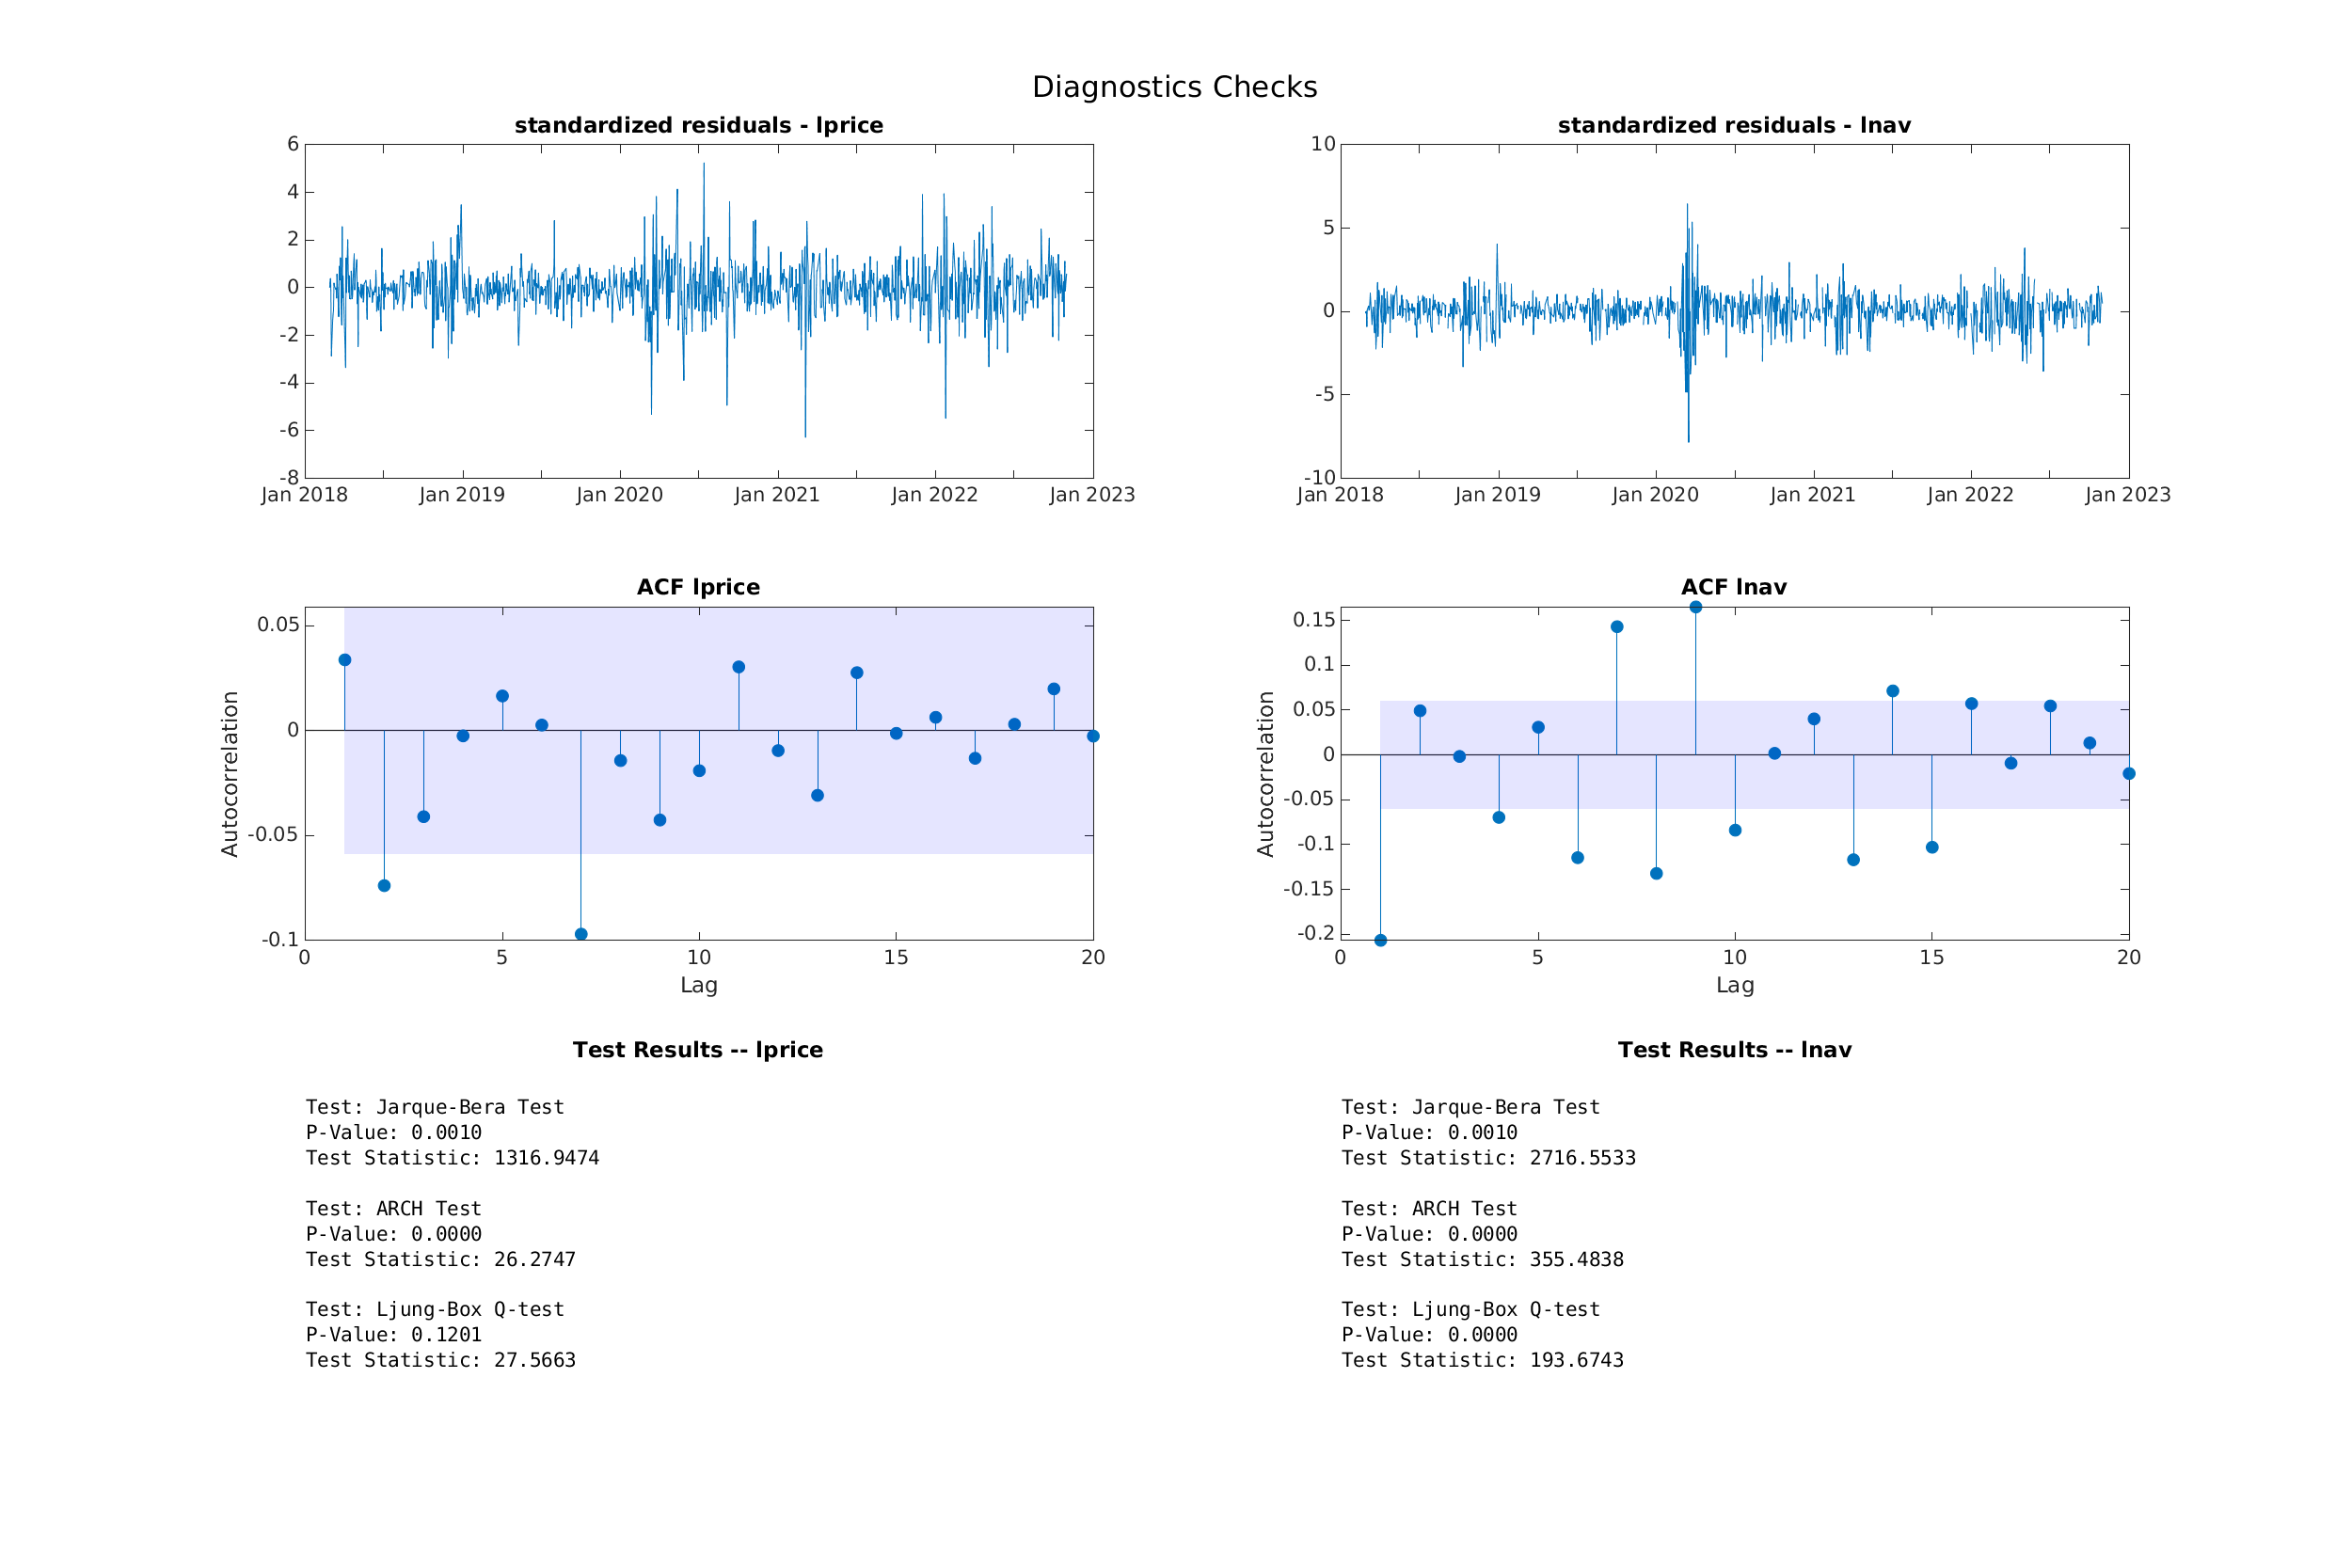 Diagnostics Checks
standardized residuals - lprice
6
4
2
0
-2
-4
-6
-8
Jan 2018 Jan 2019 Jan 2020 Jan 2021 Jan 2022 Jan 2023
standardized residuals - lnav
10
5
0
-5
-10
Jan 2018 Jan 2019 Jan 2020 Jan 2021 Jan 2022 Jan 2023
ACF lprice
Autocorrelation
0.05
0
-0.05
-0.1
0 5 10 15 20
Lag
ACF lnav
Autocorrelation
0.15
0.1
0.05
0
-0.05
-0.1
-0.15
-0.2
0 5 10 15 20
Lag
Test Results -- lprice
Test: Jarque-Bera Test
P-Value: 0.0010
Test Statistic: 1316.9474
Test: ARCH Test
P-Value: 0.0000
Test Statistic: 26.2747
Test: Ljung-Box Q-test
P-Value: 0.1201
Test Statistic: 27.5663
Test Results -- lnav
Test: Jarque-Bera Test
P-Value: 0.0010
Test Statistic: 2716.5533
Test: ARCH Test
P-Value: 0.0000
Test Statistic: 355.4838
Test: Ljung-Box Q-test
P-Value: 0.0000
Test Statistic: 193.6743